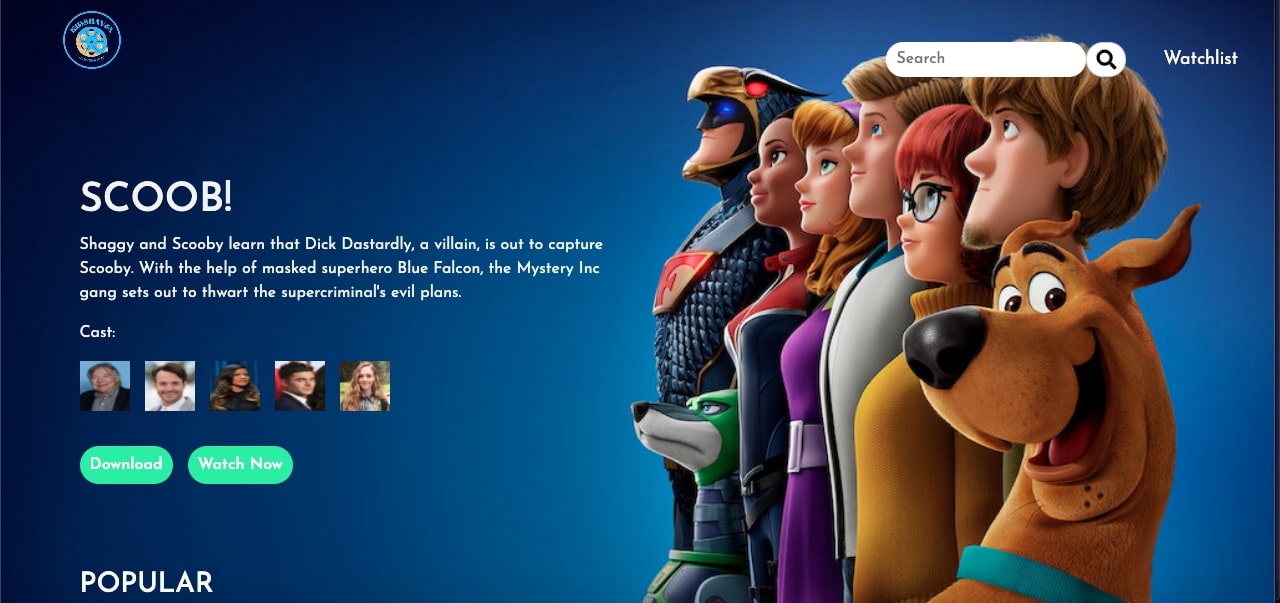 Search
Watchlist
SCOOB!
Shaggy and Scooby learn that Dick Dastardly, a villain, is out to capture
Scooby. With the help of masked superhero Blue Falcon, the Mystery Inc
gang sets out to thwart the supercriminal's evil plans.
Cast:
Download
Watch Now
POPULAR